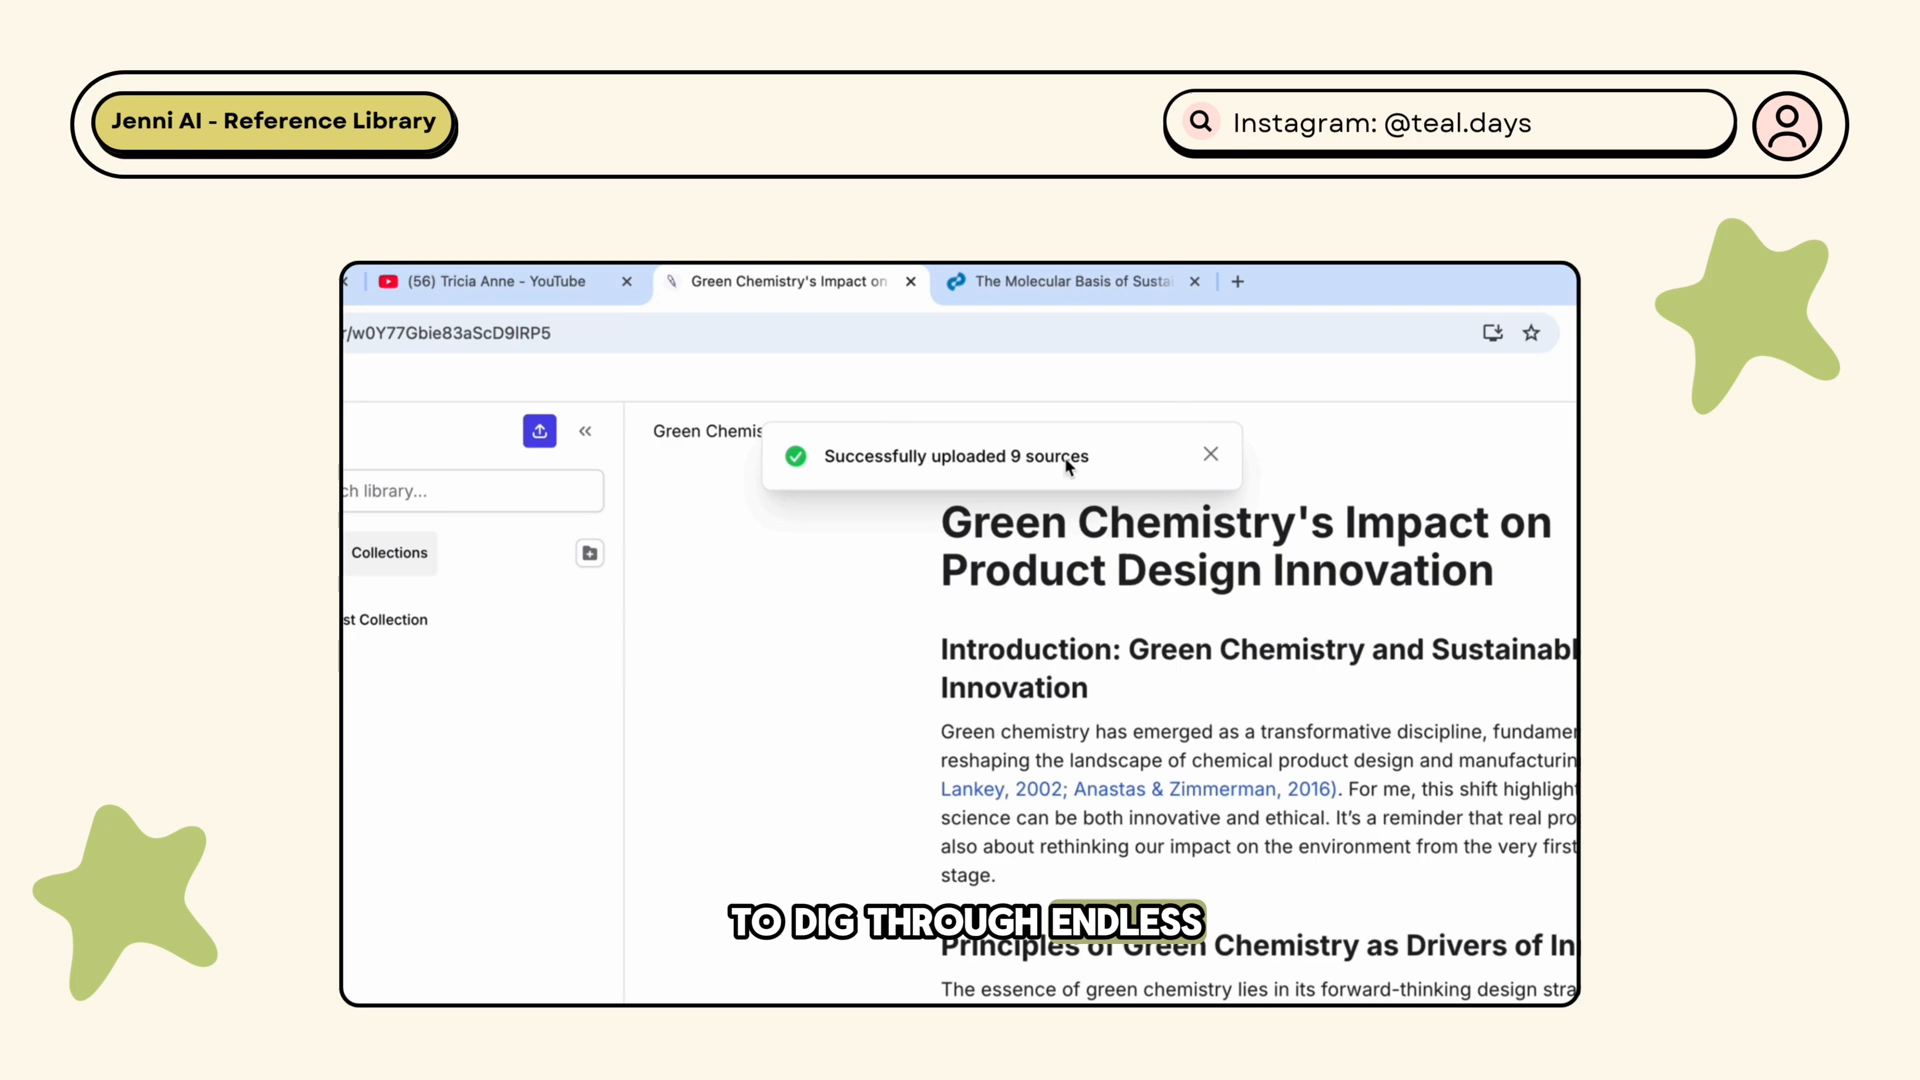 Jenni AI - Reference Library
Instagram: @teal.days
(56) Tricia Anne - YouTube
Green Chemistry's Impact on
The Molecular Basis of Sustai
r/w0Y77Gbie83aScD9IRP5
Green Chemis
Successfully uploaded 9 sources
ch library...
Collections
st Collection
Green Chemistry's Impact on
Product Design Innovation
Introduction: Green Chemistry and Sustainabl
Innovation
Green chemistry has emerged as a transformative discipline, fundamen
reshaping the landscape of chemical product design and manufacturin
Lankey, 2002; Anastas & Zimmerman, 2016). For me, this shift highligh
science can be both innovative and ethical. It's a reminder that real pro
also about rethinking our impact on the environment from the very first
stage.
TO DIG THROUGH ENDLESS
Principles of Green Chemistry as Drivers of In
The essence of green chemistry lies in its forward-thinking design stra